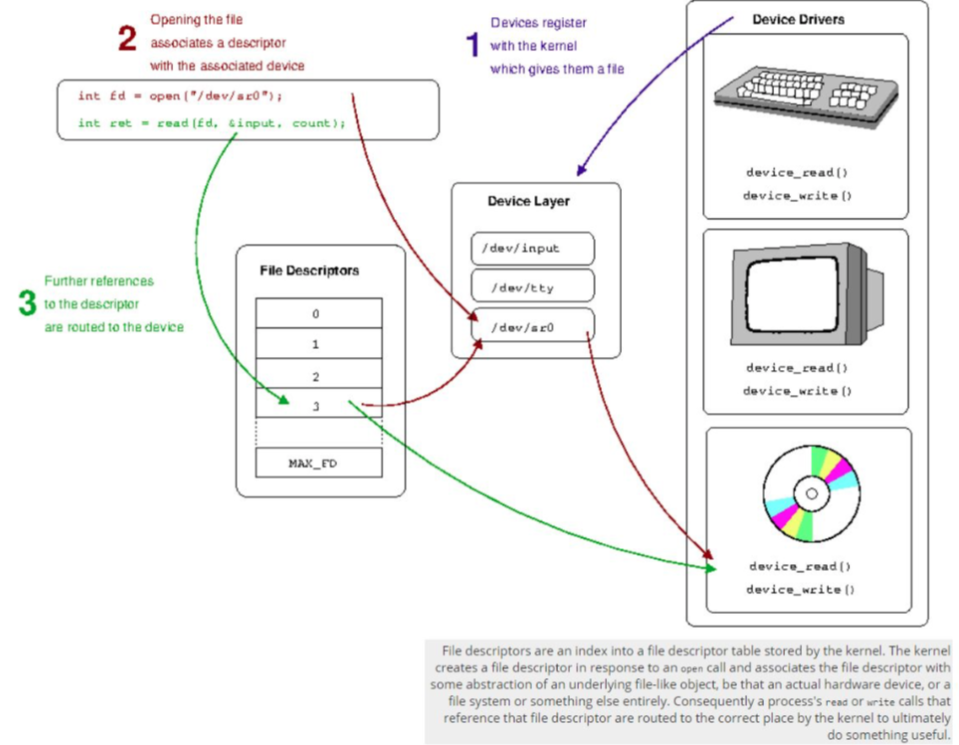 2
Opening the file
associates a descriptor
with the associated device
1
Devices register
with the kernel
which gives them a file
int fd = open("/dev/sr0");
int ret = read(fd, &input, count);
3
Further references
to the descriptor
are routed to the device
File Descriptors
0
1
2
3
MAX_FD
Device Layer
/dev/input
/dev/tty
/dev/sr0
Device Drivers
device_read()
device_write()
device_read()
device_write()
device_read()
device_write()
File descriptors are an index into a file descriptor table stored by the kernel. The kernel
creates a file descriptor in response to an open call and associates the file descriptor with
some abstraction of an underlying file-like object, be that an actual hardware device, or a
file system or something else entirely. Consequently a process's read or write calls that
reference that file descriptor are routed to the correct place by the kernel to ultimately
do something useful.